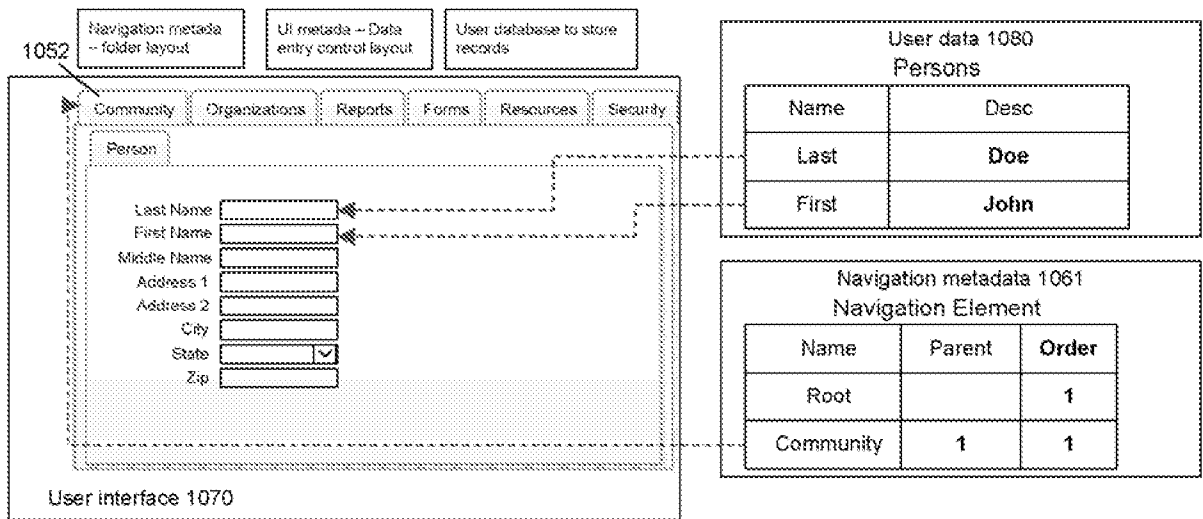 Navigation metada
– folder layout
UI metada – Data
entry control layout
User database to store
records
1052
Community
Organizations
Reports
Forms
Resources
Security
Person
Last Name
First Name
Middle Name
Address 1
Address 2
City
State
Zip
User interface 1070
User data 1080
Persons
Name Desc
Last Doe
First John
Navigation metadata 1061
Navigation Element
Name Parent Order
Root 1
Community 1 1